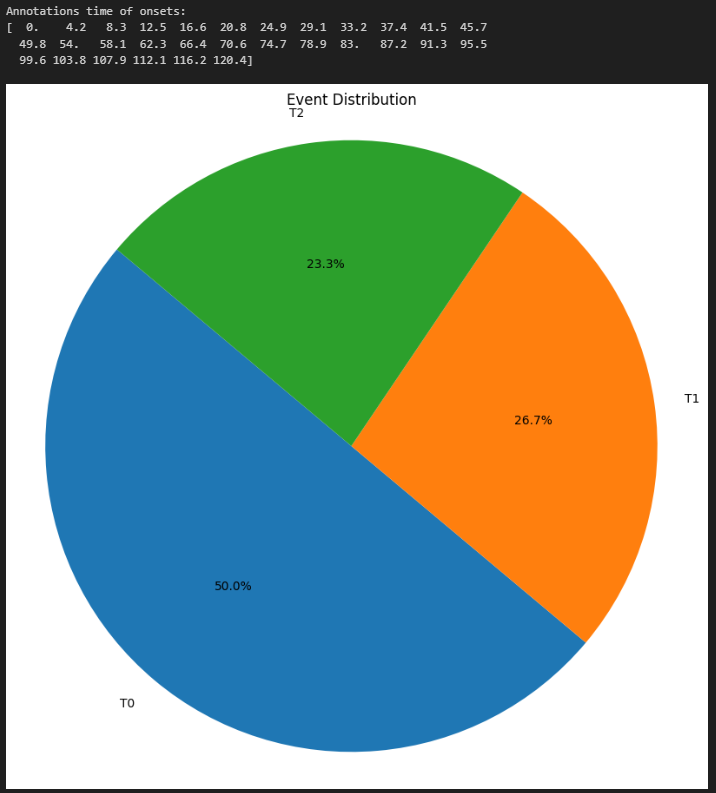 Annotations time of onsets:
[  0.    4.2   8.3  12.5  16.6  20.8  24.9  29.1  33.2  37.4  41.5  45.7
  49.8  54.   58.1  62.3  66.4  70.6  74.7  78.9  83.   87.2  91.3  95.5
  99.6 103.8 107.9 112.1 116.2 120.4]
Event Distribution
T2
23.3%
T1
26.7%
50.0%
T0